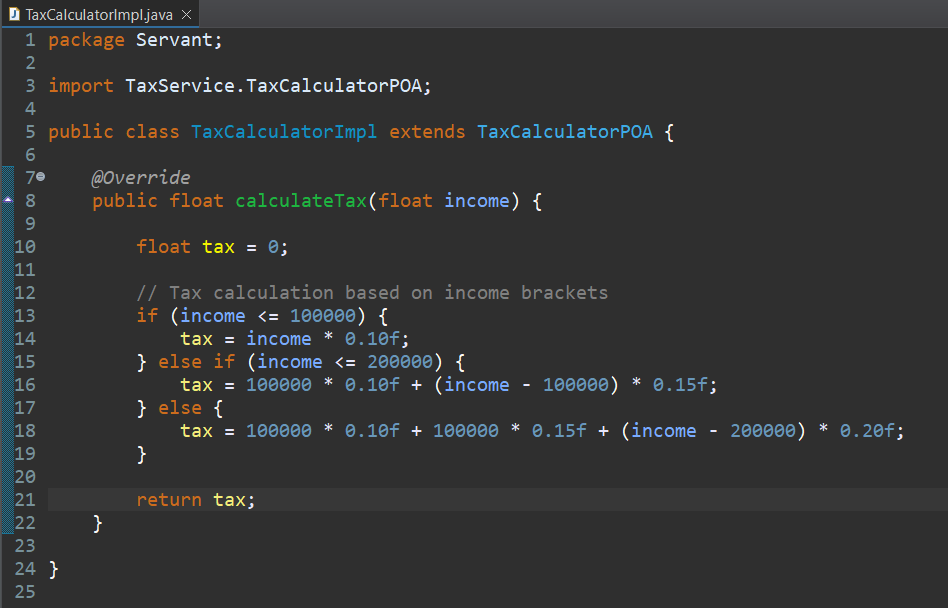 TaxCalculatorImpl.java
1 package Servant;
2
3 import TaxService.TaxCalculatorPOA;
4
5 public class TaxCalculatorImpl extends TaxCalculatorPOA {
6
7     @Override
8     public float calculateTax(float income) {
9
10         float tax = 0;
11
12         // Tax calculation based on income brackets
13         if (income <= 100000) {
14             tax = income * 0.10f;
15         } else if (income <= 200000) {
16             tax = 100000 * 0.10f + (income - 100000) * 0.15f;
17         } else {
18             tax = 100000 * 0.10f + 100000 * 0.15f + (income - 200000) * 0.20f;
19         }
20
21         return tax;
22     }
23
24 }
25